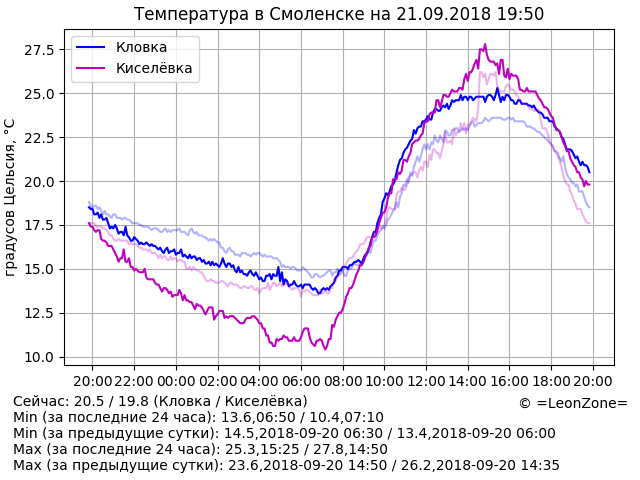 Температура в Смоленске на 21.09.2018 19:50
Кловка
Киселёвка
градусов Цельсия, °C
27.5
25.0
22.5
20.0
17.5
15.0
12.5
10.0
20:00 22:00 00:00 02:00 04:00 06:00 08:00 10:00 12:00 14:00 16:00 18:00 20:00
Сейчас: 20.5 / 19.8 (Кловка / Киселёвка)
© =LeonZone=
Min (за последние 24 часа): 13.6,06:50 / 10.4,07:10
Min (за предыдущие сутки): 14.5,2018-09-20 06:30 / 13.4,2018-09-20 06:00
Max (за последние 24 часа): 25.3,15:25 / 27.8,14:50
Max (за предыдущие сутки): 23.6,2018-09-20 14:50 / 26.2,2018-09-20 14:35